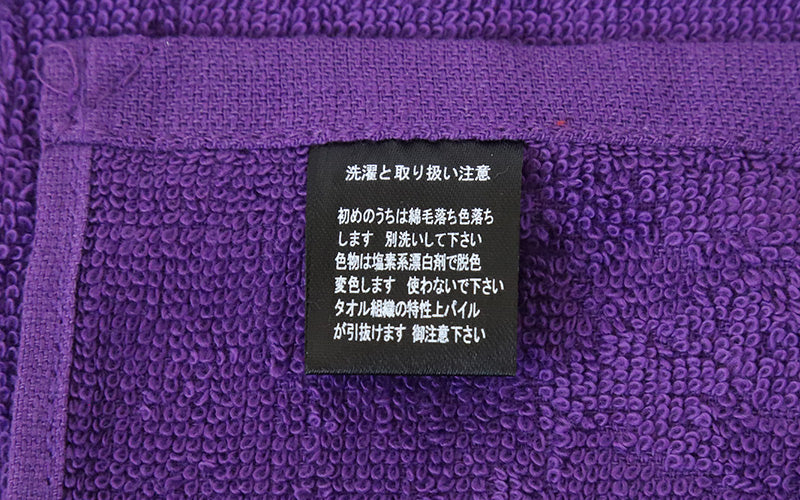 洗濯と取り扱い注意
初めのうちは綿毛落ち色落ち
します 別洗いして下さい
色物は塩素系漂白剤で脱色
変色します 使わないで下さい
タオル組織の特性上パイル
が引抜けます 御注意下さい